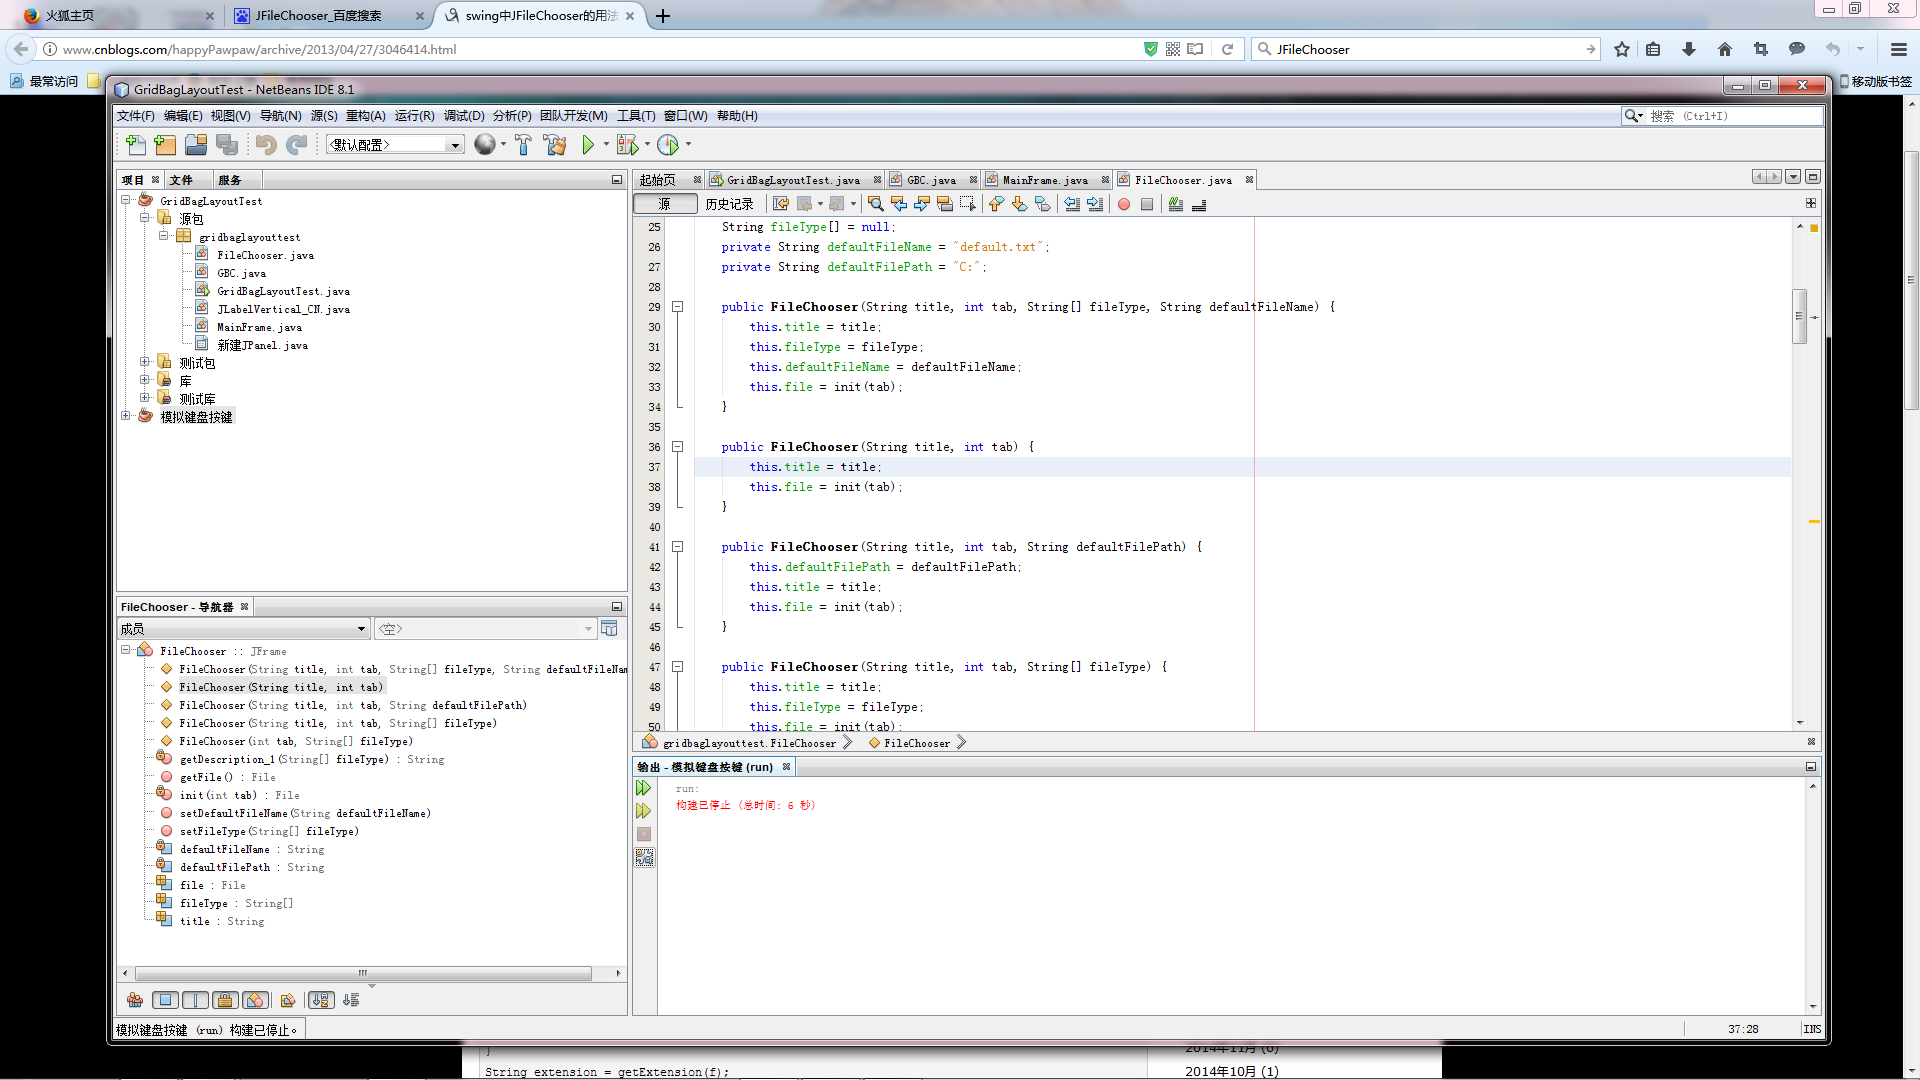 火狐主页
JFileChooser_百度搜索
swing中JFileChooser的用法
www.cnblogs.com/happyPawpaw/archive/2013/04/27/3046414.html
JFileChooser
最常访问
移动版书签
GridBagLayoutTest - NetBeans IDE 8.1
文件(F) 编辑(E) 视图(V) 导航(N) 源(S) 重构(A) 运行(R) 调试(D) 分析(P) 团队开发(M) 工具(T) 窗口(W) 帮助(H)
搜索 (Ctrl+I)
<默认配置>
项目 文件 服务
GridBagLayoutTest
源包
gridbaglayouttest
FileChooser.java
GBC.java
GridBagLayoutTest.java
JLabelVertical_CN.java
MainFrame.java
新建JPanel.java
测试包
库
测试库
模拟键盘按键
FileChooser - 导航器
成员
<空>
FileChooser :: JFrame
FileChooser(String title, int tab, String[] fileType, String defaultFileNam
FileChooser(String title, int tab)
FileChooser(String title, int tab, String defaultFilePath)
FileChooser(String title, int tab, String[] fileType)
FileChooser(int tab, String[] fileType)
getDescription_1(String[] fileType) : String
getFile() : File
init(int tab) : File
setDefaultFileName(String defaultFileName)
setFileType(String[] fileType)
defaultFileName : String
defaultFilePath : String
file : File
fileType : String[]
title : String
模拟键盘按键 (run) 构建已停止。
起始页 GridBagLayoutTest.java GBC.java MainFrame.java FileChooser.java
源 历史记录
25 String fileType[] = null;
26 private String defaultFileName = "default.txt";
27 private String defaultFilePath = "C:";
28
29 public FileChooser(String title, int tab, String[] fileType, String defaultFileName) {
30 this.title = title;
31 this.fileType = fileType;
32 this.defaultFileName = defaultFileName;
33 this.file = init(tab);
34 }
35
36 public FileChooser(String title, int tab) {
37 this.title = title;
38 this.file = init(tab);
39 }
40
41 public FileChooser(String title, int tab, String defaultFilePath) {
42 this.defaultFilePath = defaultFilePath;
43 this.title = title;
44 this.file = init(tab);
45 }
46
47 public FileChooser(String title, int tab, String[] fileType) {
48 this.title = title;
49 this.fileType = fileType;
50 this.file = init(tab);
gridbaglayouttest.FileChooser
FileChooser
输出 - 模拟键盘按键 (run)
run:
构建已停止 (总时间: 6 秒)
37:28
INS
}
2014年11月 (6)
String extension = getExtension(f);
2014年10月 (1)